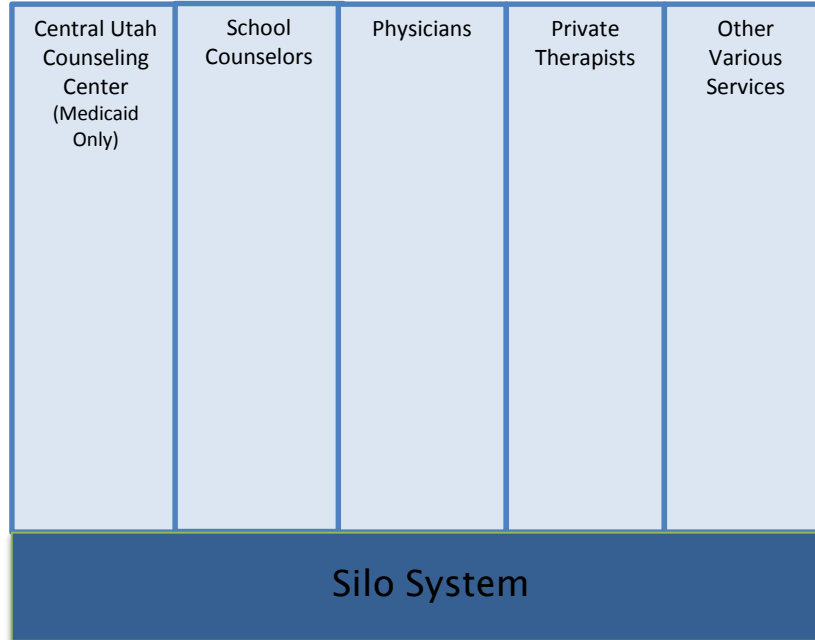 Central Utah
Counseling
Center
(Medicaid
Only)
School
Counselors
Physicians
Private
Therapists
Other
Various
Services
Silo System